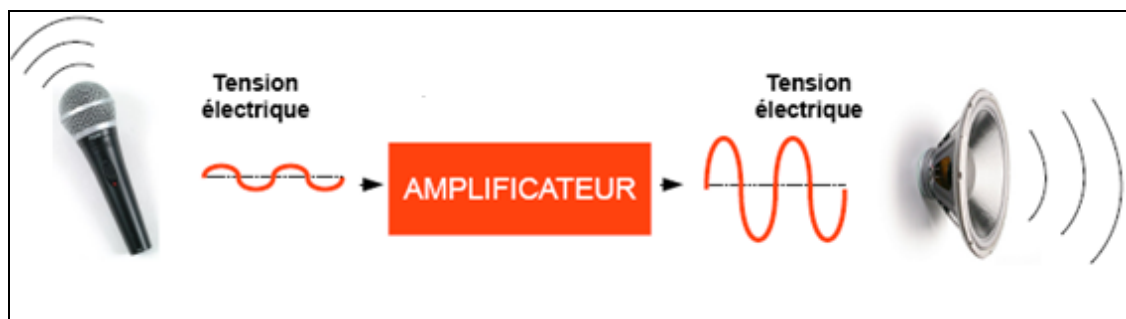 Tension
électrique
AMPLIFICATEUR
Tension
électrique